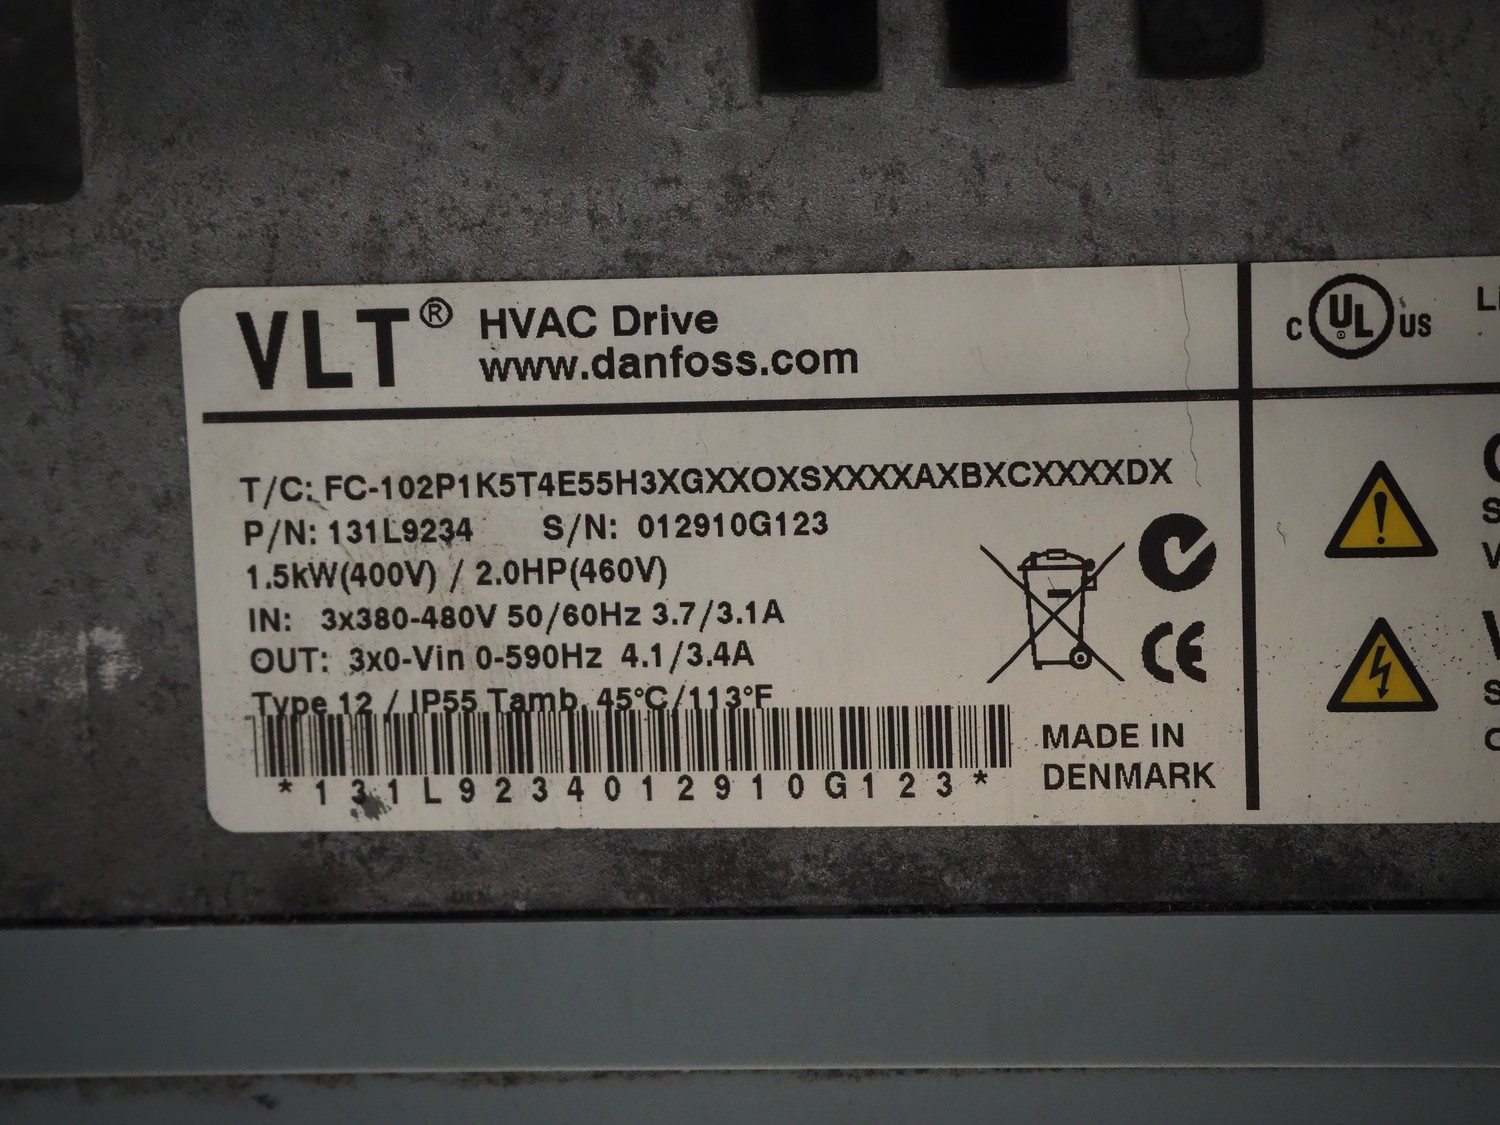 VLT® HVAC Drive
www.danfoss.com
T/C: FC-102P1K5T4E55H3XGXXOXSXXXXAXBXCXXXXDX
P/N: 131L9234 S/N: 012910G123
1.5kW(400V) / 2.0HP(460V)
IN: 3x380-480V 50/60Hz 3.7/3.1A
OUT: 3x0-Vin 0-590Hz 4.1/3.4A
Type 12 / IP55 Tamb. 45°C/113°F
*131L9234012910G123*
MADE IN
DENMARK
CE
C UL US